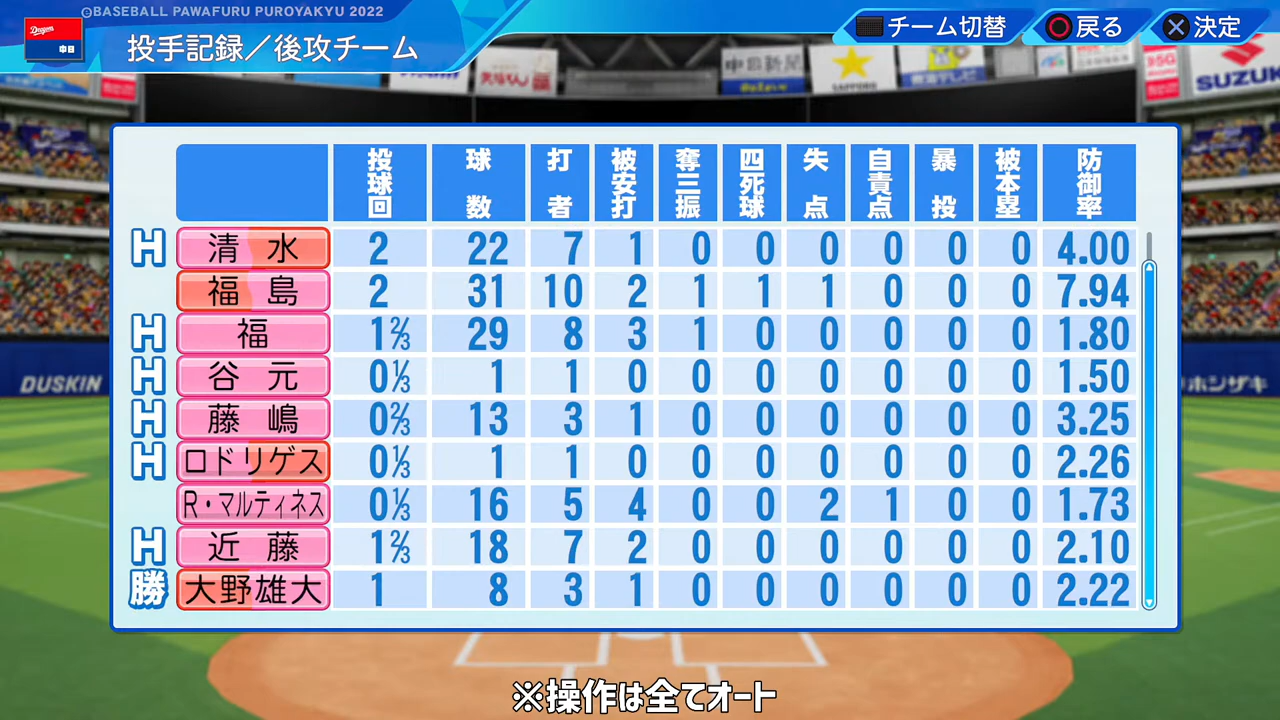 ©BASEBALL PAWAFURU PUROYAKYU 2022
Dragons
中日
投手記録／後攻チーム
チーム切替 戻る 決定
中日新聞
SAPPORO
SUZUKI
DUSKIN
ホシザキ
投球回 球数 打者 被安打 奪三振 四死球 失点 自責点 暴投 被本塁 防御率
H 清水 2 22 7 1 0 0 0 0 0 0 4.00
福島 2 31 10 2 1 1 1 0 0 0 7.94
H 福 1⅔ 29 8 3 1 0 0 0 0 0 1.80
H 谷元 0⅓ 1 1 0 0 0 0 0 0 0 1.50
H 藤嶋 0⅔ 13 3 1 0 0 0 0 0 0 3.25
H ロドリゲス 0⅓ 1 1 0 0 0 0 0 0 0 2.26
R・マルティネス 0⅓ 16 5 4 0 0 2 1 0 0 1.73
H 近藤 1⅔ 18 7 2 0 0 0 0 0 0 2.10
勝 大野雄大 1 8 3 1 0 0 0 0 0 0 2.22
※操作は全てオート